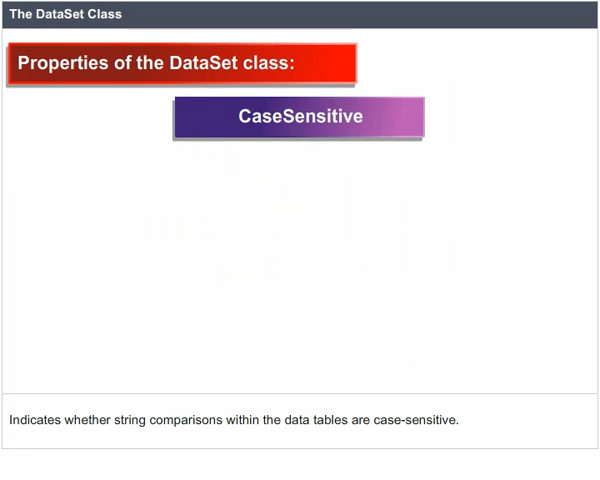 The DataSet Class
Properties of the DataSet class:
CaseSensitive
Indicates whether string comparisons within the data tables are case-sensitive.